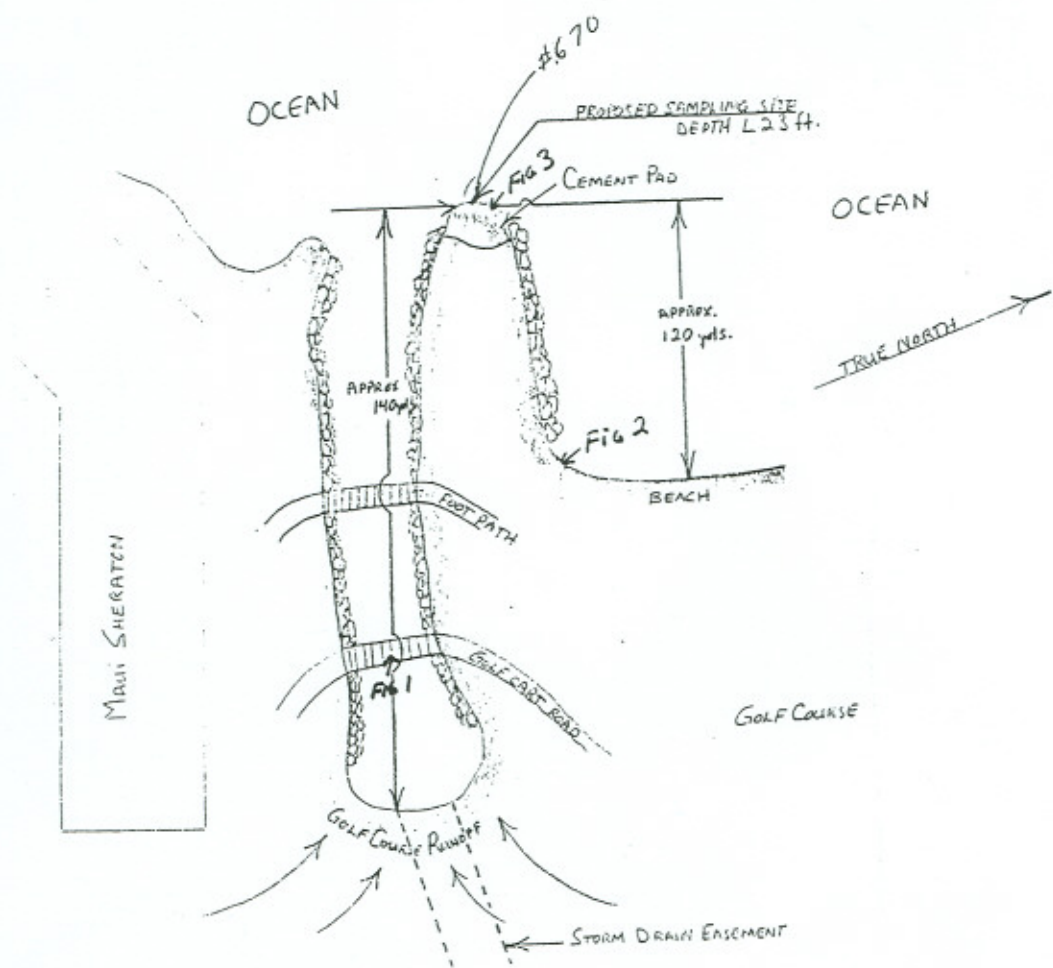 #670
OCEAN
PROPOSED SAMPLING SITE
DEPTH L 23 ft.
FIG 3
CEMENT PAD
OCEAN
APPROX.
120 yds.
TRUE NORTH
APPROX
140 yds
FIG 2
BEACH
FOOT PATH
MAUI SHERATON
FIG 1
GOLF CART ROAD
GOLF COURSE
GOLF COURSE RUNOFF
STORM DRAIN EASEMENT